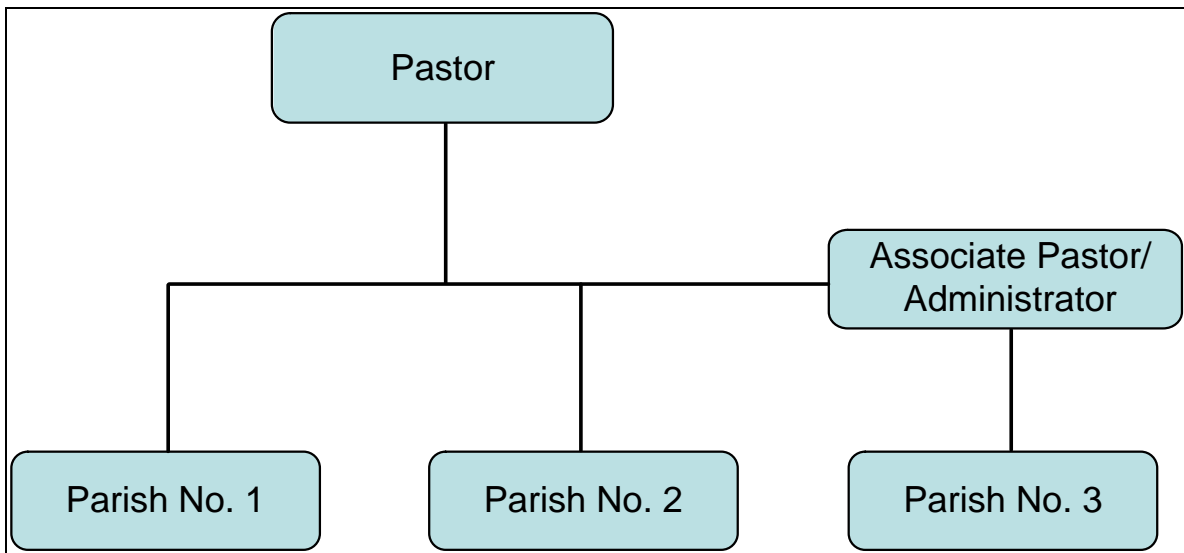 Pastor
Associate Pastor/
Administrator
Parish No. 1
Parish No. 2
Parish No. 3